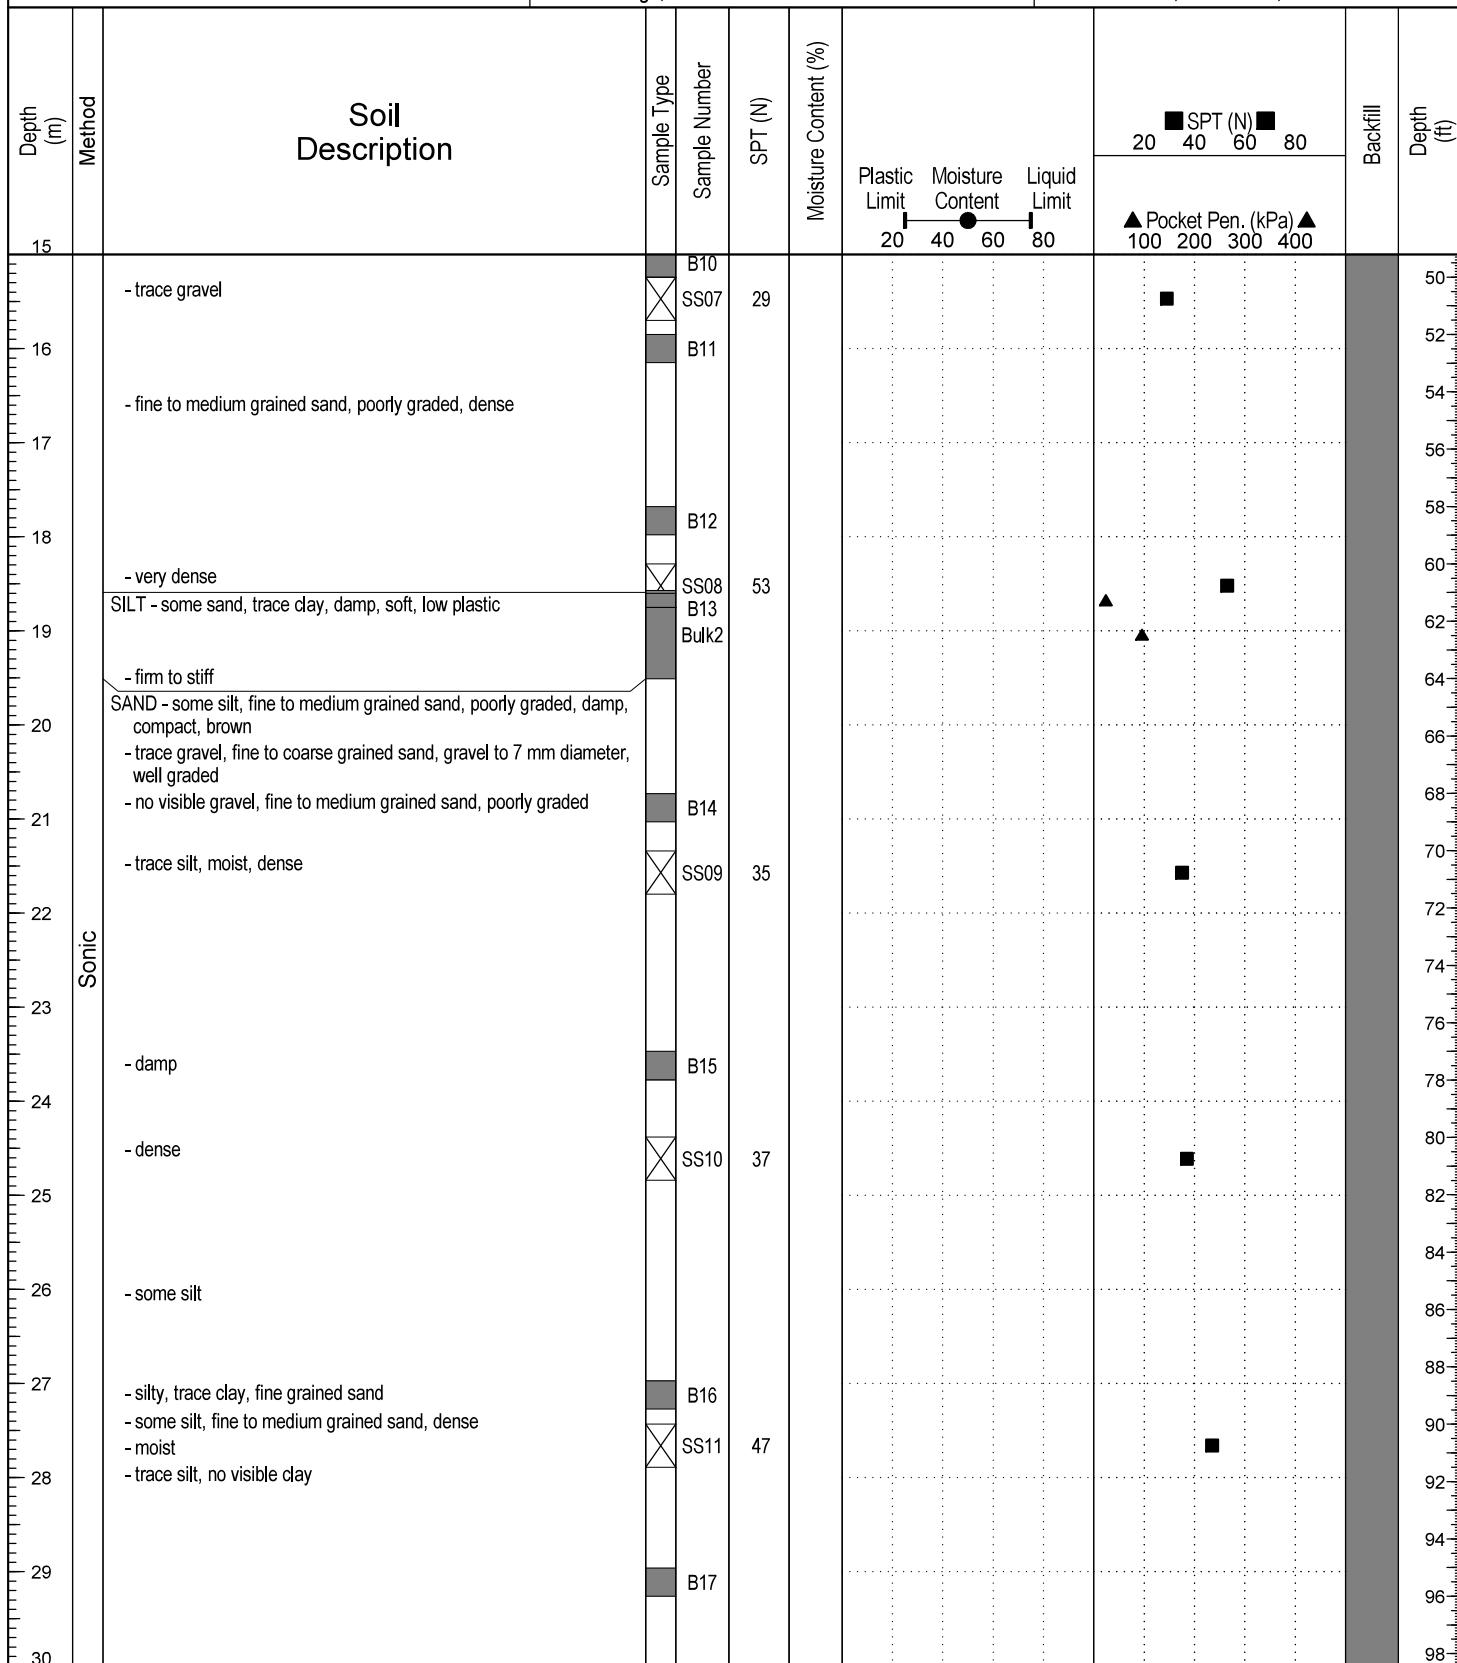 Depth
(m)
Method
Soil
Description
Sample Type
Sample Number
SPT (N)
Moisture Content (%)
Plastic Moisture Liquid
Limit Content Limit
20 40 60 80
■ SPT (N) ■
20 40 60 80
▲ Pocket Pen. (kPa) ▲
100 200 300 400
Backfill
Depth
(ft)
15
B10
50
- trace gravel
SS07 29
52
16
B11
54
- fine to medium grained sand, poorly graded, dense
17
56
58
B12
18
60
- very dense
SS08 53
SILT - some sand, trace clay, damp, soft, low plastic
B13
62
19
Bulk2
- firm to stiff
64
SAND - some silt, fine to medium grained sand, poorly graded, damp,
compact, brown
20
66
- trace gravel, fine to coarse grained sand, gravel to 7 mm diameter,
well graded
68
- no visible gravel, fine to medium grained sand, poorly graded
B14
21
70
- trace silt, moist, dense
SS09 35
72
22
Sonic
74
23
76
- damp
B15
78
24
80
- dense
SS10 37
25
82
84
26
- some silt
86
88
27
- silty, trace clay, fine grained sand
B16
- some silt, fine to medium grained sand, dense
90
- moist
SS11 47
- trace silt, no visible clay
28
92
94
29
B17
96
30
98